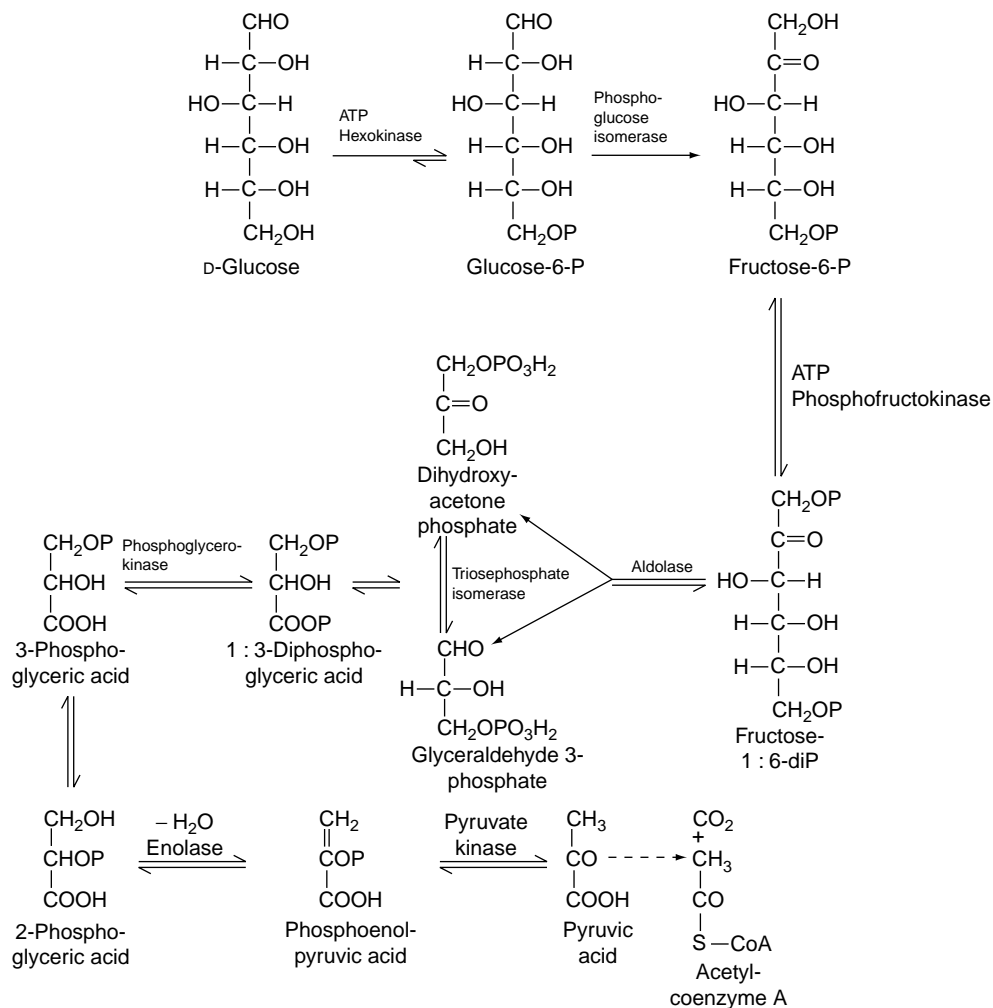 CHO
H—C—OH
HO—C—H
H—C—OH
H—C—OH
CH₂OH
D-Glucose
ATP
Hexokinase
CHO
H—C—OH
HO—C—H
H—C—OH
H—C—OH
CH₂OP
Glucose-6-P
Phospho-
glucose
isomerase
CH₂OH
C=O
HO—C—H
H—C—OH
H—C—OH
CH₂OP
Fructose-6-P
ATP
Phosphofructokinase
CH₂OP
C=O
HO—C—H
H—C—OH
H—C—OH
CH₂OP
Fructose-
1 : 6-diP
Aldolase
CH₂OPO₃H₂
C=O
CH₂OH
Dihydroxy-
acetone
phosphate
Triosephosphate
isomerase
CHO
H—C—OH
CH₂OPO₃H₂
Glyceraldehyde 3-
phosphate
CH₂OP
CHOH
COOP
1 : 3-Diphospho-
glyceric acid
Phosphoglycero-
kinase
CH₂OP
CHOH
COOH
3-Phospho-
glyceric acid
CH₂OH
CHOP
COOH
2-Phospho-
glyceric acid
– H₂O
Enolase
CH₂
COP
COOH
Phosphoenol-
pyruvic acid
Pyruvate
kinase
CH₃
CO
COOH
Pyruvic
acid
CO₂
+
CH₃
CO
S — CoA
Acetyl-
coenzyme A